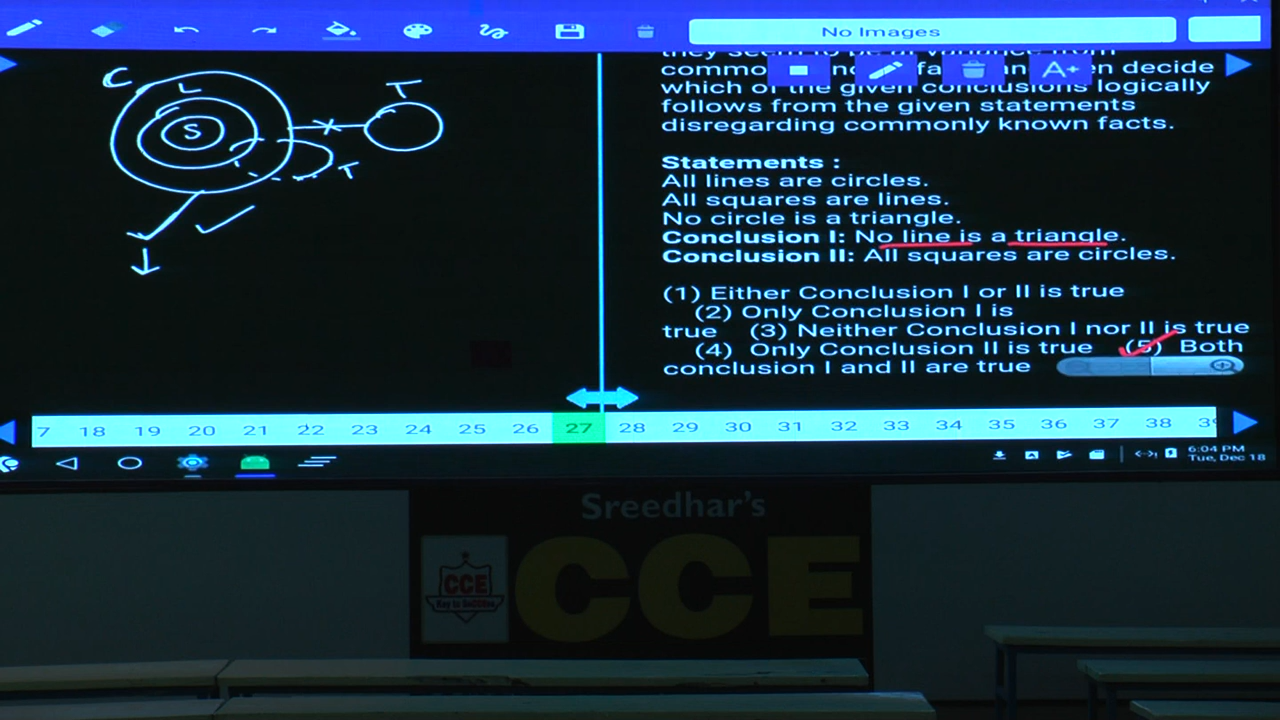 No Images
C
L
S
T
T
A+
which of the given conclusions logically
follows from the given statements
disregarding commonly known facts.
Statements :
All lines are circles.
All squares are lines.
No circle is a triangle.
Conclusion I: No line is a triangle.
Conclusion II: All squares are circles.
(1) Either Conclusion I or II is true
(2) Only Conclusion I is
true (3) Neither Conclusion I nor II is true
(4) Only Conclusion II is true (5) Both
conclusion I and II are true
7 18 19 20 21 22 23 24 25 26 27 28 29 30 31 32 33 34 35 36 37 38 39
6:04 PM
Tue, Dec 18
Sreedhar's
CCE
CCE